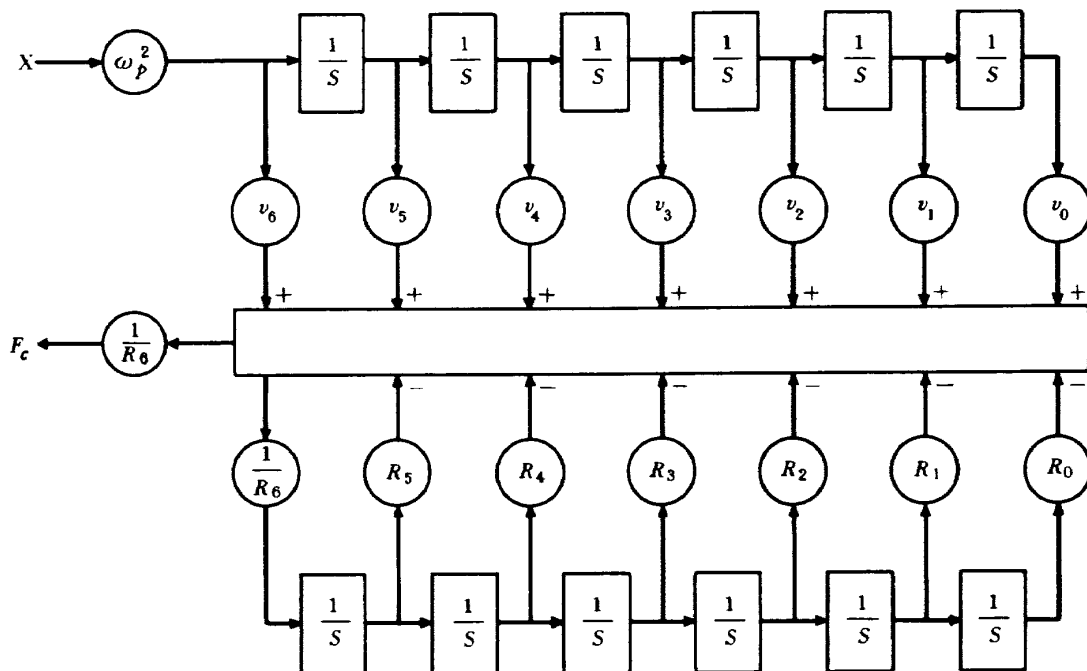 X ω_p^2 1/S 1/S 1/S 1/S 1/S 1/S
v_6 v_5 v_4 v_3 v_2 v_1 v_0
+ + + + + + +
F_c 1/R_6
− − − − − −
1/R_6 R_5 R_4 R_3 R_2 R_1 R_0
1/S 1/S 1/S 1/S 1/S 1/S